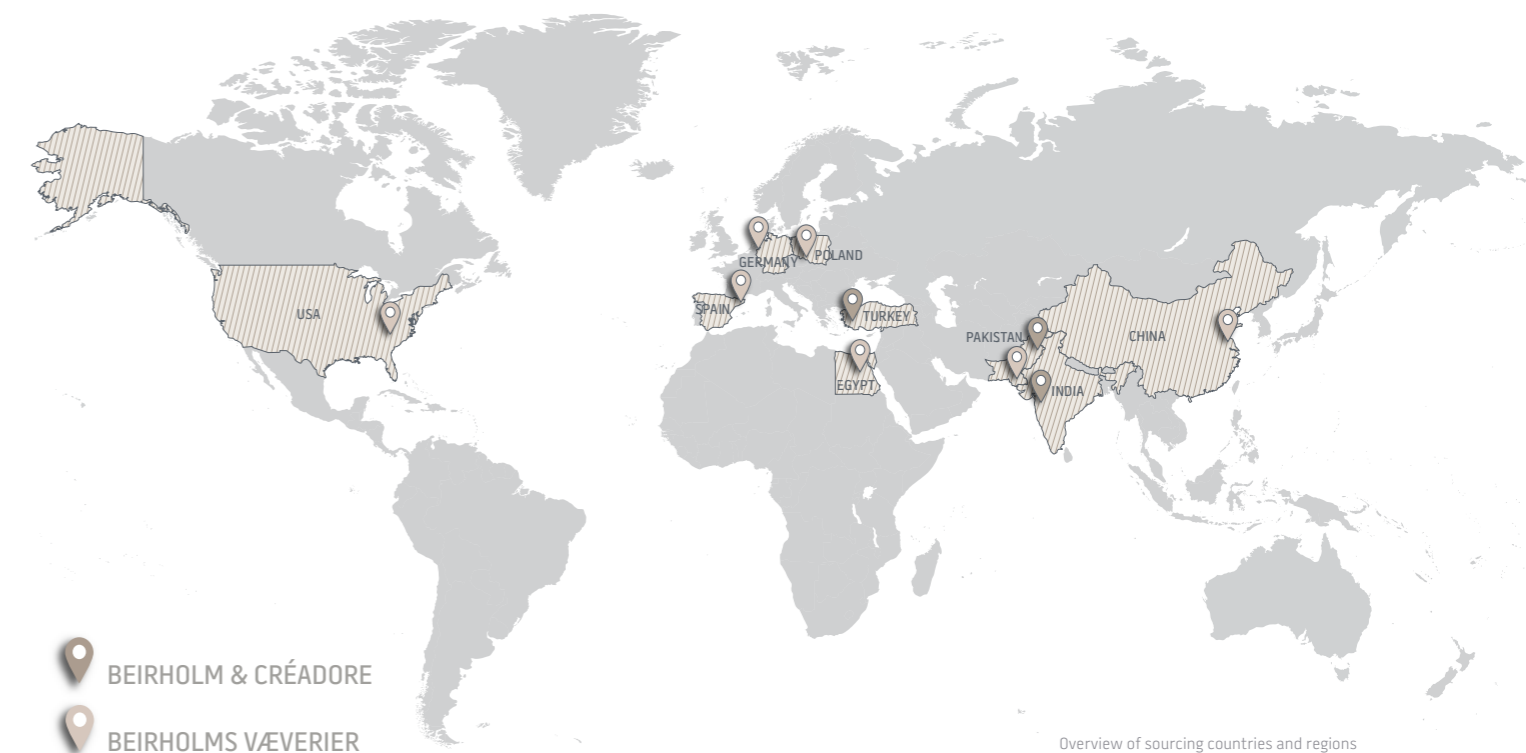 GERMANY
POLAND
SPAIN
USA
TURKEY
PAKISTAN
CHINA
EGYPT
INDIA
BEIRHOLM & CRÉADORE
BEIRHOLMS VÆVERIER
Overview of sourcing countries and regions